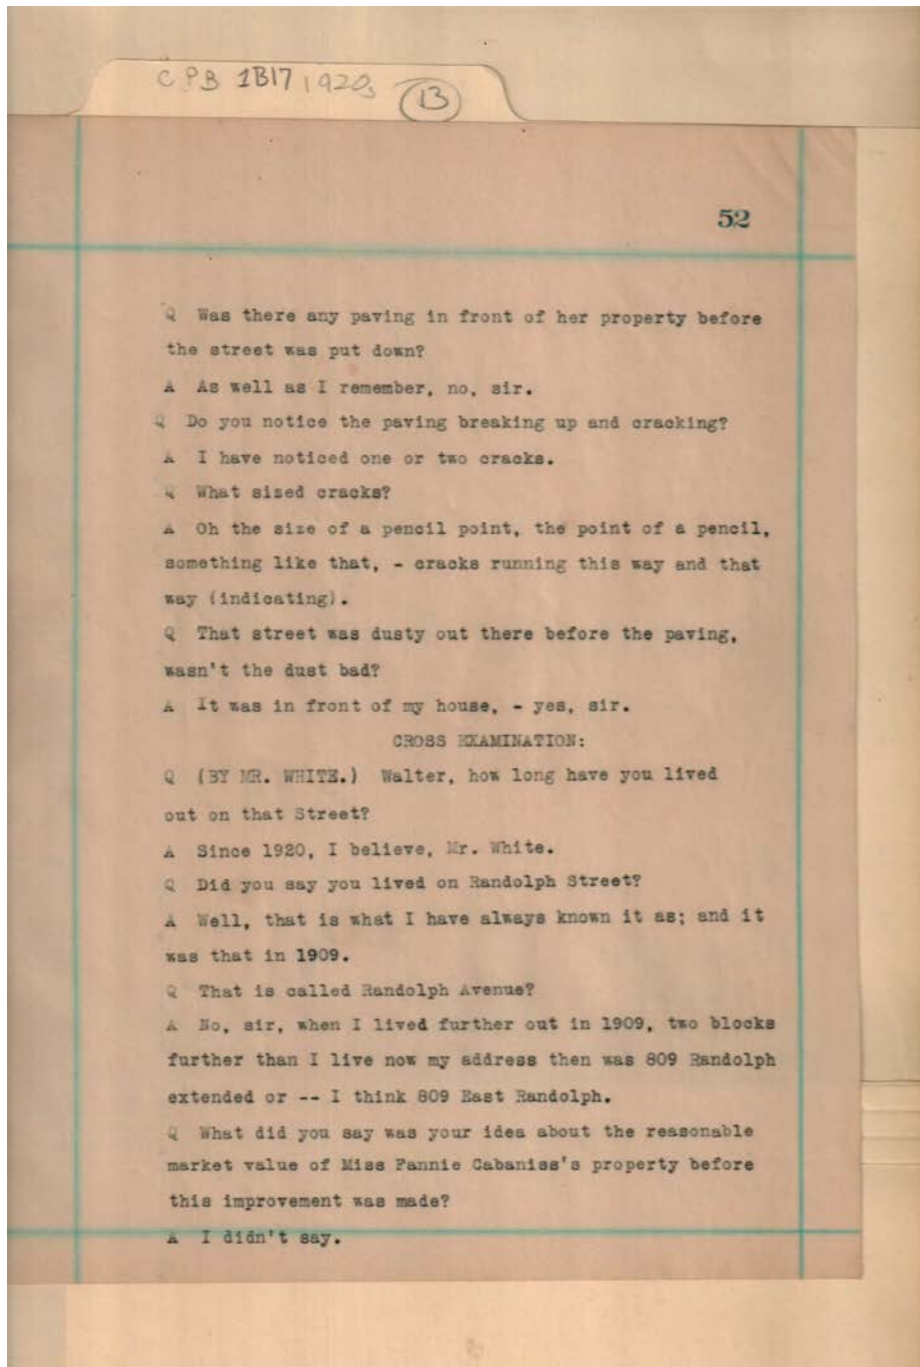 CPB 1B17 1920s 13
52
Q Was there any paving in front of her property before
the street was put down?
A As well as I remember, no, sir.
Q Do you notice the paving breaking up and cracking?
A I have noticed one or two cracks.
Q What sized cracks?
A Oh the size of a pencil point, the point of a pencil,
something like that, - cracks running this way and that
way (indicating).
Q That street was dusty out there before the paving,
wasn't the dust bad?
A It was in front of my house, - yes, sir.
CROSS EXAMINATION:
Q (BY MR. WHITE.) Walter, how long have you lived
out on that Street?
A Since 1920, I believe, Mr. White.
Q Did you say you lived on Randolph Street?
A Well, that is what I have always known it as; and it
was that in 1909.
Q That is called Randolph Avenue?
A No, sir, when I lived further out in 1909, two blocks
further than I live now my address then was 809 Randolph
extended or -- I think 809 East Randolph.
Q What did you say was your idea about the reasonable
market value of Miss Fannie Cabaniss's property before
this improvement was made?
A I didn't say.